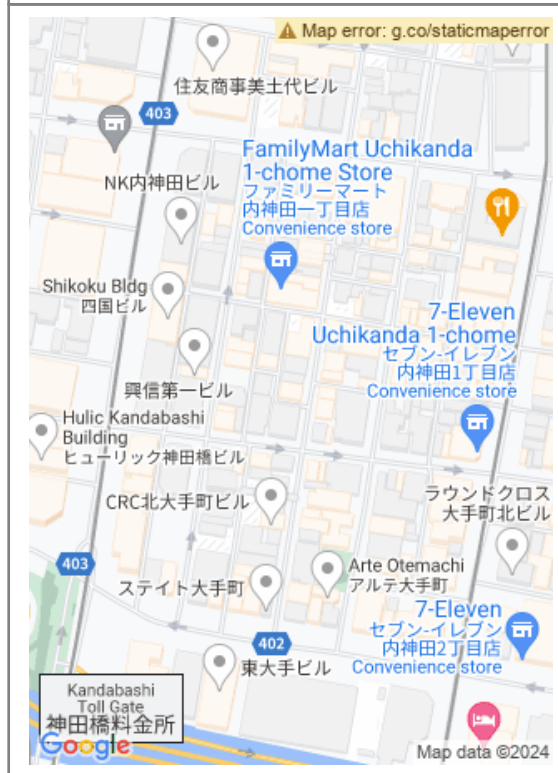 Map error: g.co/staticmaperror
住友商事美土代ビル
403
FamilyMart Uchikanda
1-chome Store
ファミリーマート
内神田一丁目店
Convenience store
NK内神田ビル
Shikoku Bldg
四国ビル
7-Eleven
Uchikanda 1-chome
セブン-イレブン
内神田1丁目店
Convenience store
興信第一ビル
Hulic Kandabashi
Building
ヒューリック神田橋ビル
CRC北大手町ビル
ラウンドクロス
大手町北ビル
403
Arte Otemachi
アルテ大手町
ステイト大手町
7-Eleven
セブン-イレブン
内神田2丁目店
Convenience store
402
東大手ビル
Kandabashi
Toll Gate
神田橋料金所
Google
Map data ©2024